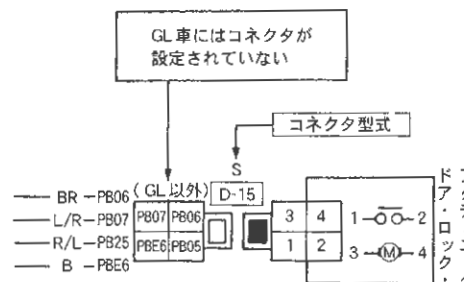 GL車にはコネクタが
設定されていない
コネクタ型式
S
(GL以外) D-15
BR - PB06
L/R - PB07
R/L - PB25
B - PBE6
PB07 PB06
PBE6 PB05
3 4
1 2
1 2
3 M 4
ドア・ロック・